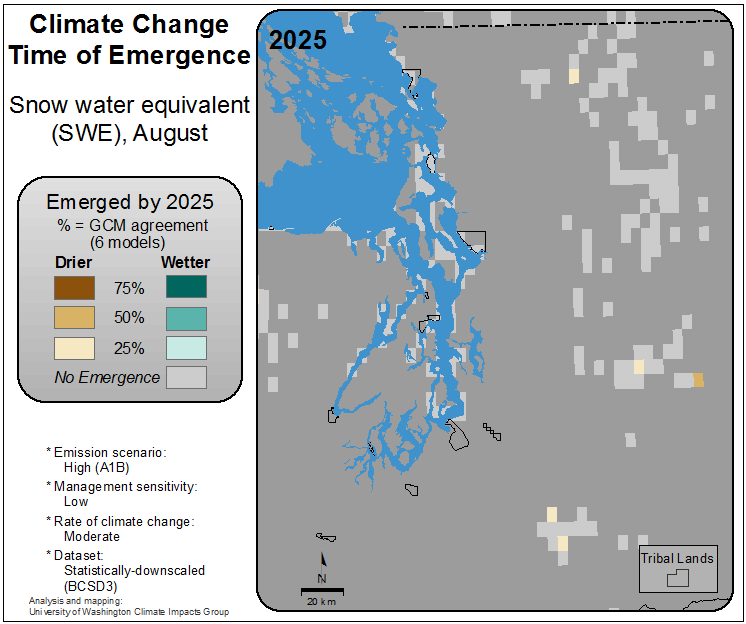 Climate Change
Time of Emergence
Snow water equivalent
(SWE), August
Emerged by 2025
% = GCM agreement
(6 models)
Drier Wetter
75%
50%
25%
No Emergence
* Emission scenario:
High (A1B)
* Management sensitivity:
Low
* Rate of climate change:
Moderate
* Dataset:
Statistically-downscaled
(BCSD3)
Analysis and mapping:
University of Washington Climate Impacts Group
2025
N
20 km
Tribal Lands